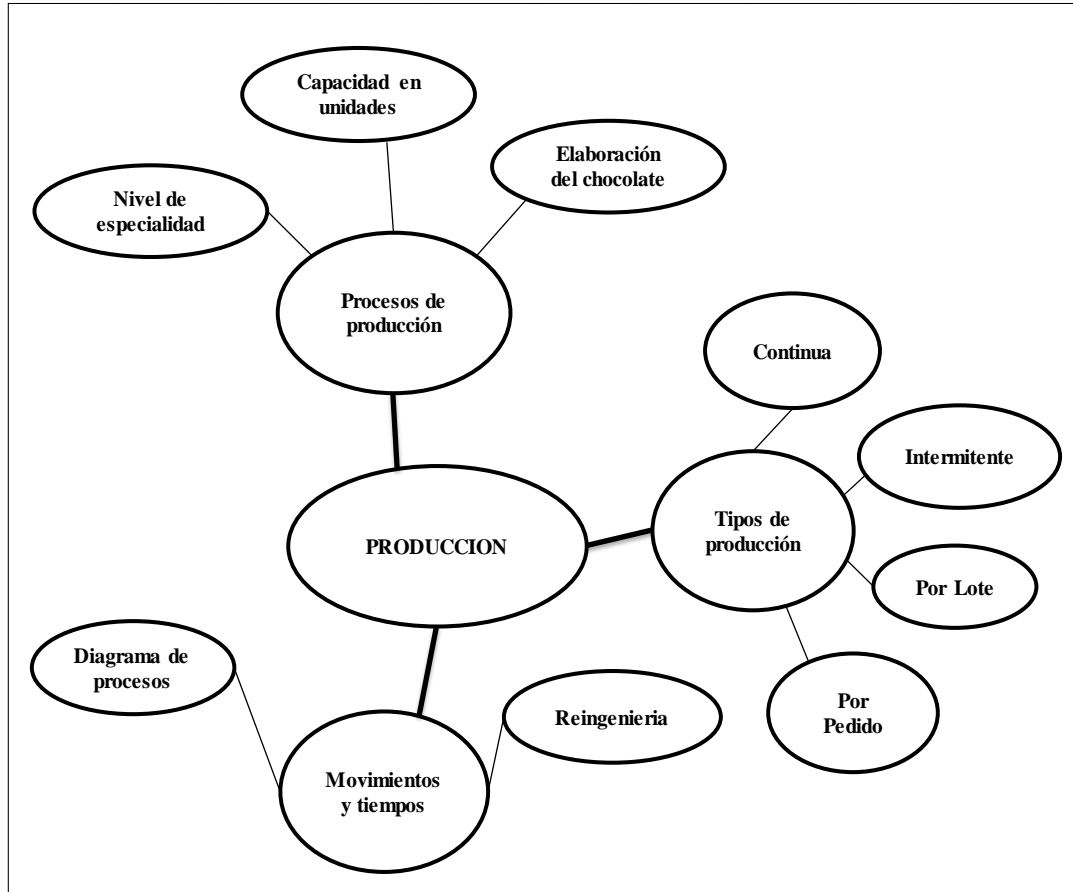 Capacidad en
unidades
Elaboración
del chocolate
Nivel de
especialidad
Procesos de
producción
Continua
Intermitente
Tipos de
producción
PRODUCCION
Por Lote
Diagrama de
procesos
Por
Pedido
Reingenieria
Movimientos
y tiempos